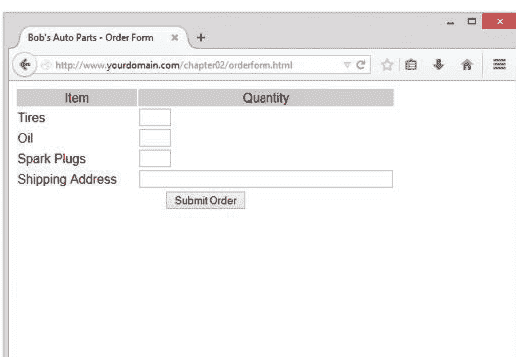 Bob's Auto Parts - Order Form
http://www.yourdomain.com/chapter02/orderform.html
Item Quantity
Tires
Oil
Spark Plugs
Shipping Address
Submit Order